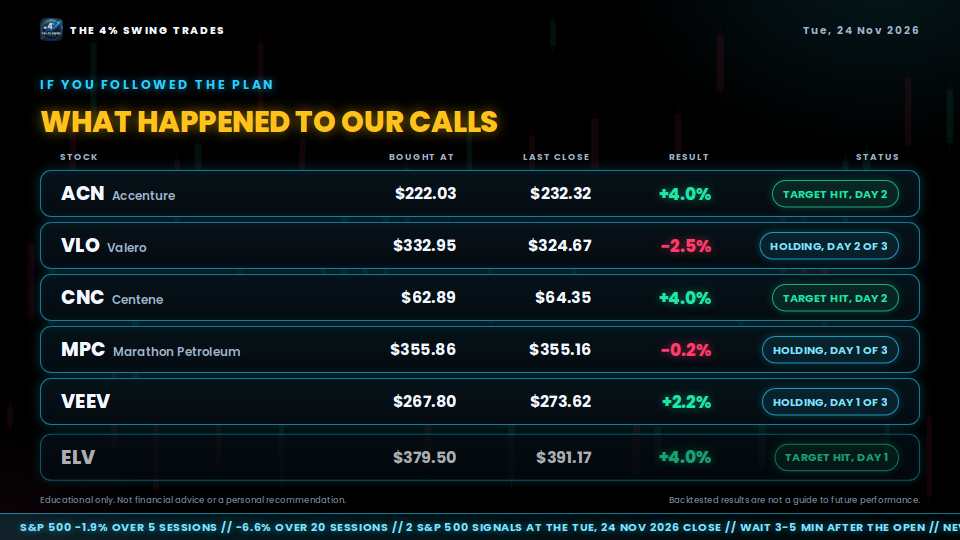 THE 4% SWING TRADES
Tue, 24 Nov 2026
IF YOU FOLLOWED THE PLAN
WHAT HAPPENED TO OUR CALLS
STOCK BOUGHT AT LAST CLOSE RESULT STATUS
ACN Accenture $222.03 $232.32 +4.0% TARGET HIT, DAY 2
VLO Valero $332.95 $324.67 -2.5% HOLDING, DAY 2 OF 3
CNC Centene $62.89 $64.35 +4.0% TARGET HIT, DAY 2
MPC Marathon Petroleum $355.86 $355.16 -0.2% HOLDING, DAY 1 OF 3
VEEV $267.80 $273.62 +2.2% HOLDING, DAY 1 OF 3
ELV $379.50 $391.17 +4.0% TARGET HIT, DAY 1
Educational only. Not financial advice or a personal recommendation.
Backtested results are not a guide to future performance.
S&P 500 -1.9% OVER 5 SESSIONS // -6.6% OVER 20 SESSIONS // 2 S&P 500 SIGNALS AT THE TUE, 24 NOV 2026 CLOSE // WAIT 3-5 MIN AFTER THE OPEN //